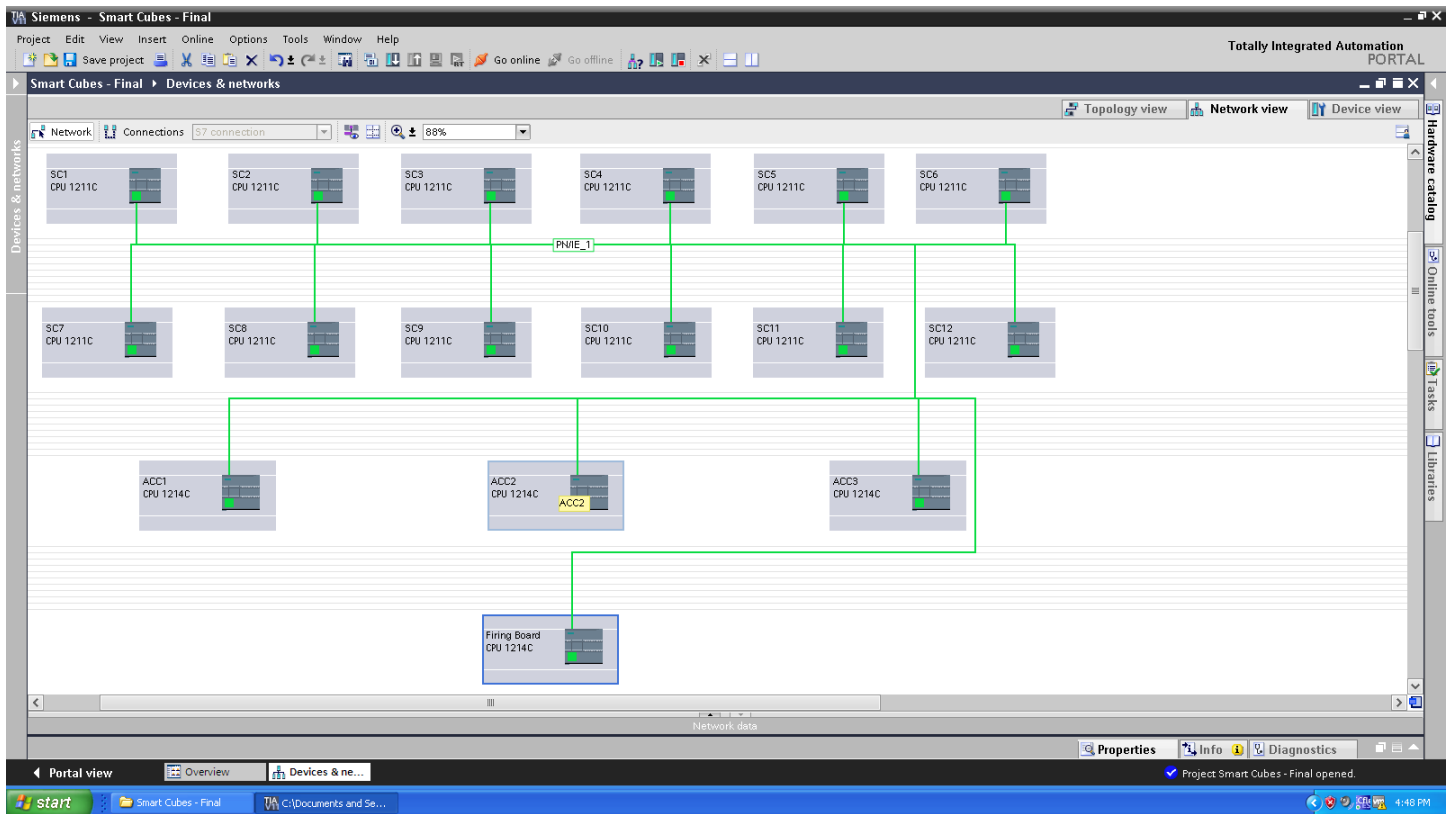 Siemens - Smart Cubes - Final
Project Edit View Insert Online Options Tools Window Help
Totally Integrated Automation
PORTAL
Save project Go online Go offline
Smart Cubes - Final Devices & networks
Topology view Network view Device view
Network Connections S7 connection 88%
Devices & networks
Hardware catalog
Online tools
Tasks
Libraries
SC1
CPU 1211C
SC2
CPU 1211C
SC3
CPU 1211C
SC4
CPU 1211C
SC5
CPU 1211C
SC6
CPU 1211C
PN/IE_1
SC7
CPU 1211C
SC8
CPU 1211C
SC9
CPU 1211C
SC10
CPU 1211C
SC11
CPU 1211C
SC12
CPU 1211C
ACC1
CPU 1214C
ACC2
CPU 1214C
ACC2
ACC3
CPU 1214C
Firing Board
CPU 1214C
Network data
Properties Info Diagnostics
Portal view Overview Devices & ne...
Project Smart Cubes - Final opened.
start Smart Cubes - Final C:\Documents and Se... 4:48 PM